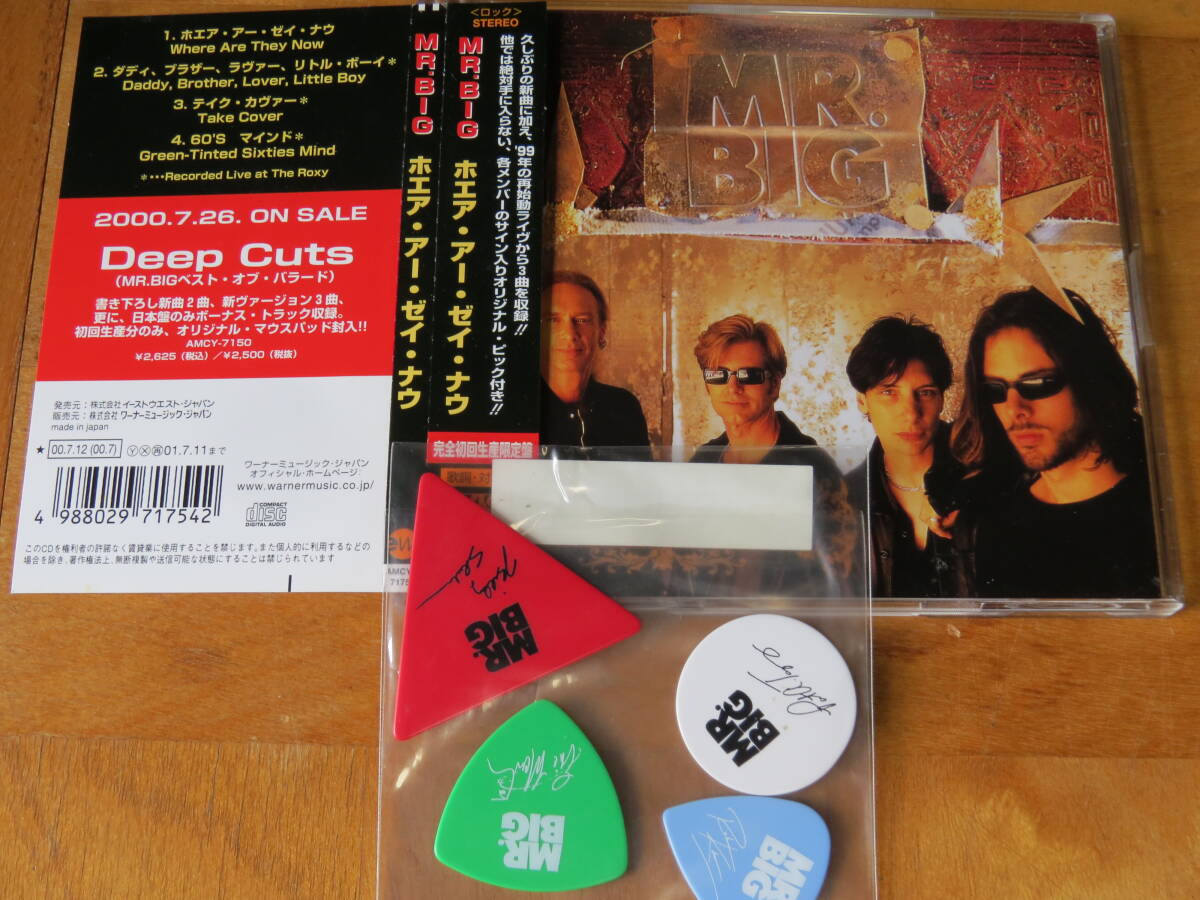 1. ホエア・アー・ゼイ・ナウ
Where Are They Now
2. ダディ、ブラザー、ラヴァー、リトル・ボーイ*
Daddy, Brother, Lover, Little Boy
3. テイク・カヴァー*
Take Cover
4. 60'S マインド*
Green-Tinted Sixties Mind
*・・・Recorded Live at The Roxy
2000.7.26. ON SALE
Deep Cuts
(MR.BIGベスト・オブ・バラード)
書き下ろし新曲2曲、新ヴァージョン3曲、
更に、日本盤のみボーナス・トラック収録。
初回生産分のみ、オリジナル・マウスパッド封入!!
AMCY-7150
¥2,625(税込)/¥2,500(税抜)
発売元:株式会社イーストウエスト・ジャパン
販売元:株式会社ワーナーミュージック・ジャパン
made in japan
★ 00.7.12 (00.7) Ⓨ Ⓧ 再 01.7.11まで
ワーナーミュージック・ジャパン
オフィシャル・ホームページ:
www.warnermusic.co.jp/
4 988029 717542
COMPACT
disc
DIGITAL AUDIO
このCDを権利者の許諾なく賃貸業に使用することを禁じます。また個人的に利用するなどの
場合を除き、著作権法上、無断複製や送信可能な状態にすることは禁じられています
MR.BIG ホエア・アー・ゼイ・ナウ
<ロック>
STEREO
MR.BIG ホエア・アー・ゼイ・ナウ
久しぶりの新曲に加え、'99年の再始動ライヴから3曲を収録!!
他では絶対手に入らない、各メンバーのサイン入りオリジナル・ピック付き!!
完全初回生産限定盤
歌詞・対
AMCY
7175
MR.
BIG
MR.
BIG
MR.
BIG
MR.
BIG
MR.
BIG